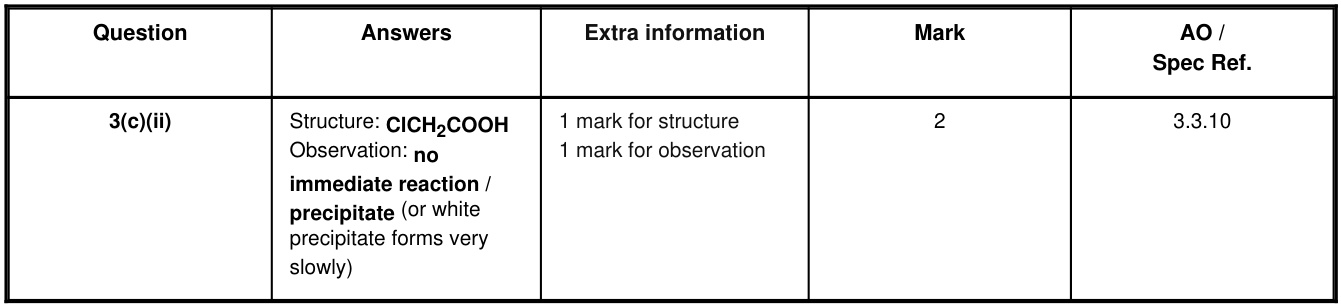 Question Answers Extra information Mark AO /
Spec Ref.
3(c)(ii) Structure: ClCH₂COOH 1 mark for structure 2 3.3.10
Observation: no 1 mark for observation
immediate reaction /
precipitate (or white
precipitate forms very
slowly)